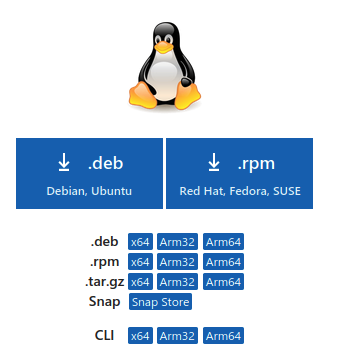 .deb .rpm
Debian, Ubuntu Red Hat, Fedora, SUSE
.deb x64 Arm32 Arm64
.rpm x64 Arm32 Arm64
.tar.gz x64 Arm32 Arm64
Snap Snap Store
CLI x64 Arm32 Arm64